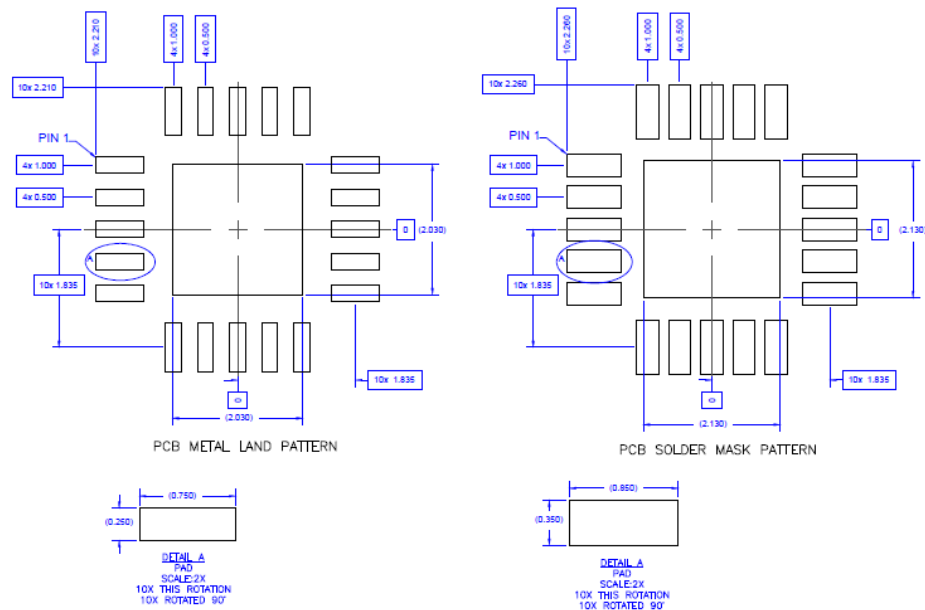 10x 2.210
4x 1.000
4x 0.500
10x 2.210
PIN 1
4x 1.000
4x 0.500
A
10x 1.835
0
(2.030)
10x 1.835
0
(2.030)
PCB METAL LAND PATTERN
(0.750)
(0.250)
DETAIL A
PAD
SCALE:2X
10X THIS ROTATION
10X ROTATED 90°
10x 2.260
4x 1.000
4x 0.500
10x 2.260
PIN 1
4x 1.000
4x 0.500
A
10x 1.835
0
(2.130)
10x 1.835
0
(2.130)
PCB SOLDER MASK PATTERN
(0.850)
(0.350)
DETAIL A
PAD
SCALE:2X
10X THIS ROTATION
10X ROTATED 90°